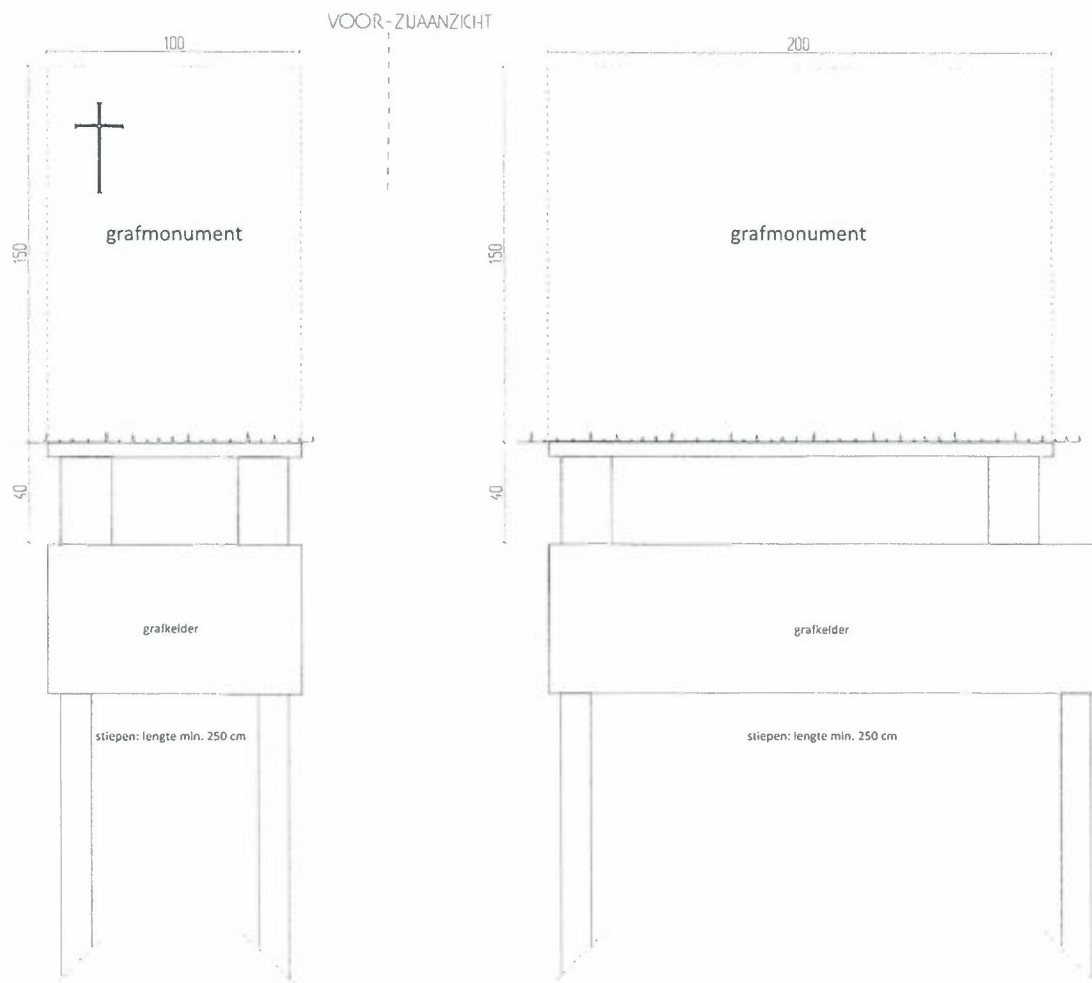 VOOR-ZIJAANZICHT
100
200
150
grafmonument
150
grafmonument
40
40
grafkelder
grafkelder
stiepen: lengte min. 250 cm
stiepen: lengte min. 250 cm